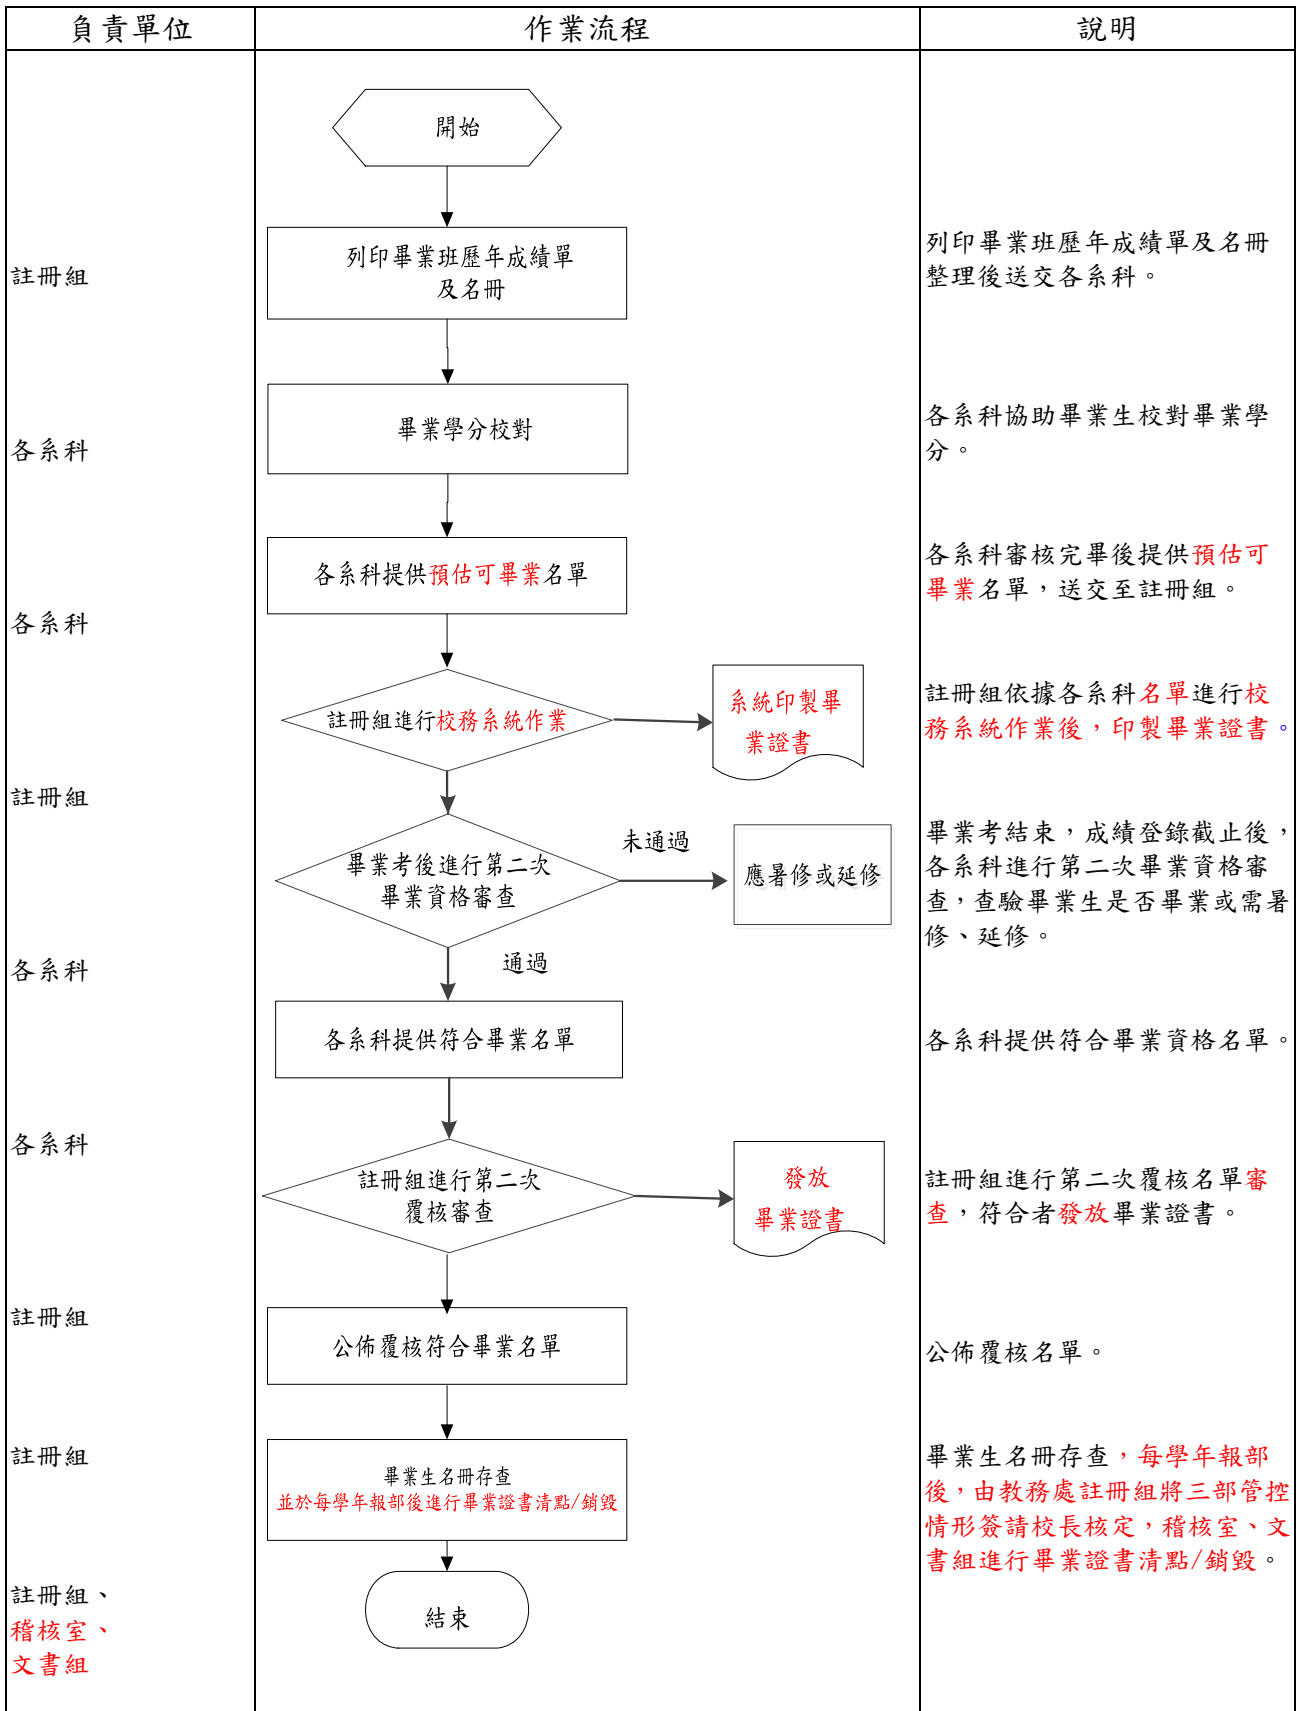 負責單位
作業流程
說明
開始
註冊組
列印畢業班歷年成績單
及名冊
列印畢業班歷年成績單及名冊
整理後送交各系科。
各系科
畢業學分校對
各系科協助畢業生校對畢業學
分。
各系科
各系科提供預估可畢業名單
各系科審核完畢後提供預估可
畢業名單，送交至註冊組。
註冊組
註冊組進行校務系統作業
系統印製畢
業證書
註冊組依據各系科名單進行校
務系統作業後，印製畢業證書。
各系科
畢業考後進行第二次
畢業資格審查
未通過
應暑修或延修
通過
畢業考結束，成績登錄截止後，
各系科進行第二次畢業資格審
查，查驗畢業生是否畢業或需暑
修、延修。
各系科
各系科提供符合畢業名單
各系科提供符合畢業資格名單。
註冊組
註冊組進行第二次
覆核審查
發放
畢業證書
註冊組進行第二次覆核名單審
查，符合者發放畢業證書。
註冊組
公佈覆核符合畢業名單
公佈覆核名單。
註冊組、
稽核室、
文書組
畢業生名冊存查
並於每學年報部後進行畢業證書清點/銷毀
畢業生名冊存查，每學年報部
後，由教務處註冊組將三部管控
情形簽請校長核定，稽核室、文
書組進行畢業證書清點/銷毀。
結束